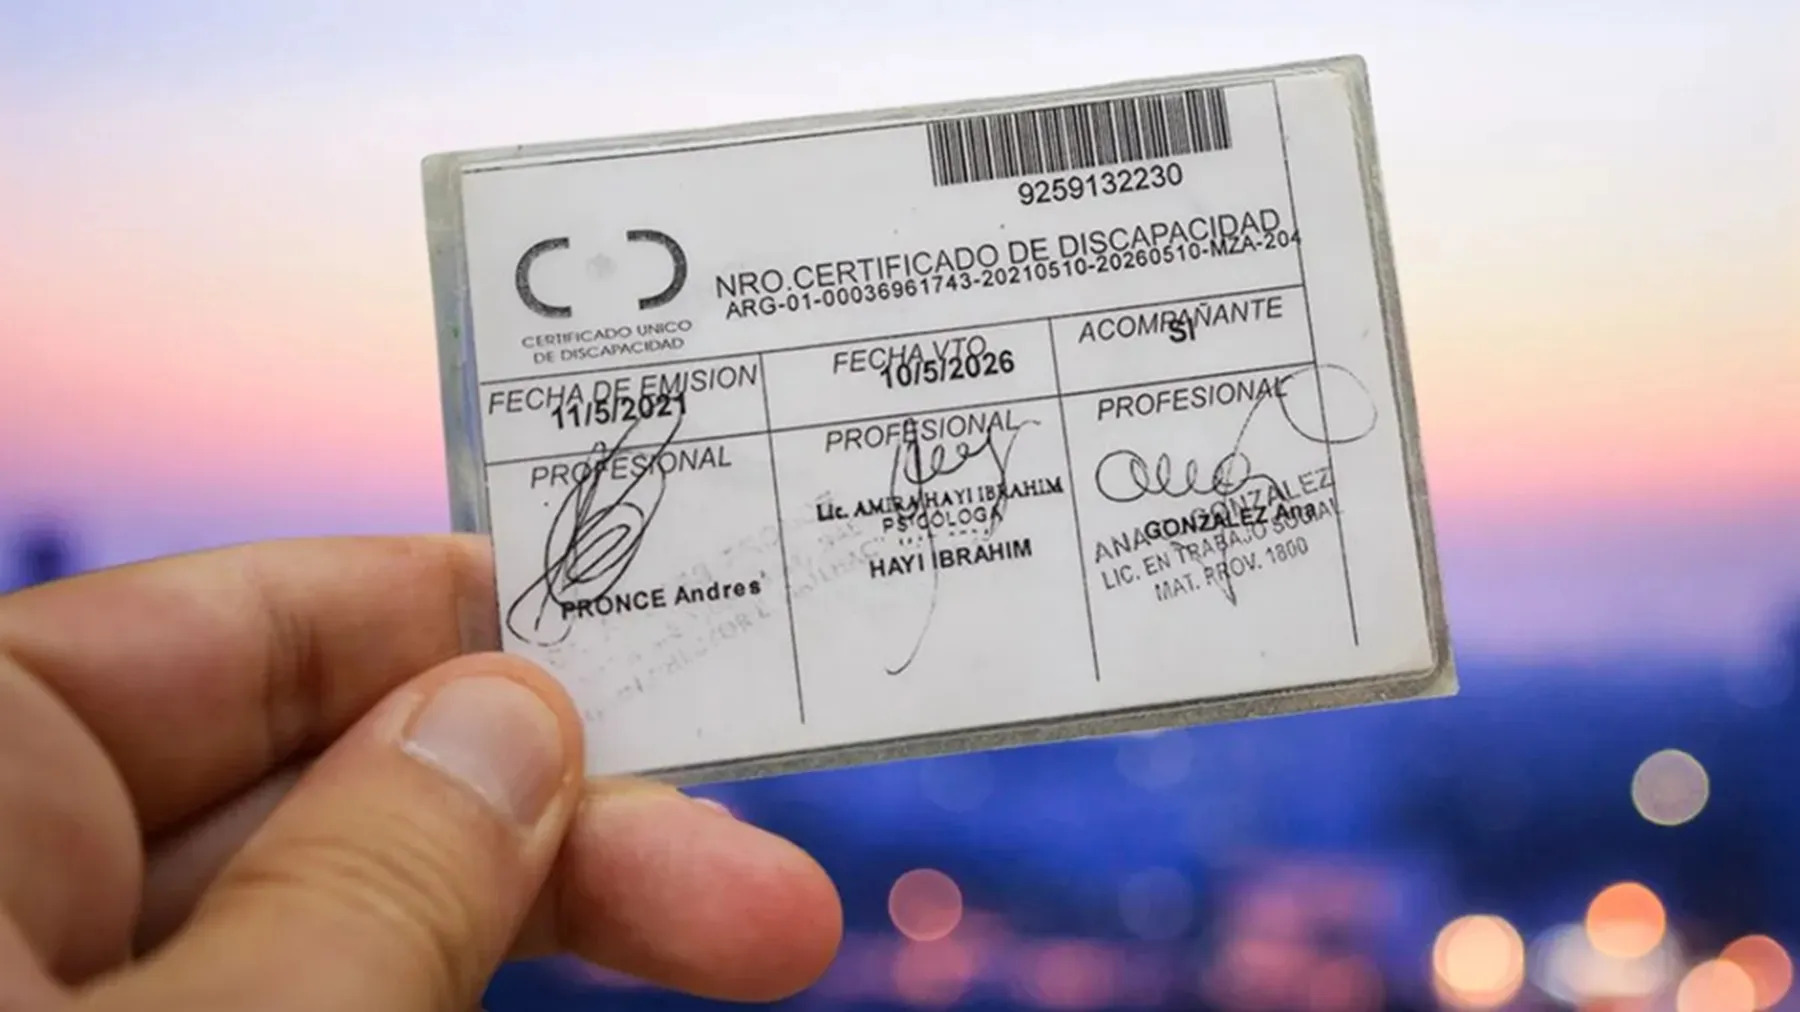 9259132230
NRO.CERTIFICADO DE DISCAPACIDAD
ARG-01-00036961743-20210510-20260510-MZA-204
CERTIFICADO UNICO
DE DISCAPACIDAD
FECHA DE EMISION
11/5/2021
FECHA VTO
10/5/2026
ACOMPAÑANTE
SI
PROFESIONAL
PRONCE Andres
PROFESIONAL
Lic. AMIRA HAYI IBRAHIM
PSICÓLOGA
HAYI IBRAHIM
PROFESIONAL
ANA GONZALEZ
GONZALEZ Ana
LIC. EN TRABAJO SOCIAL
MAT. PROV. 1800